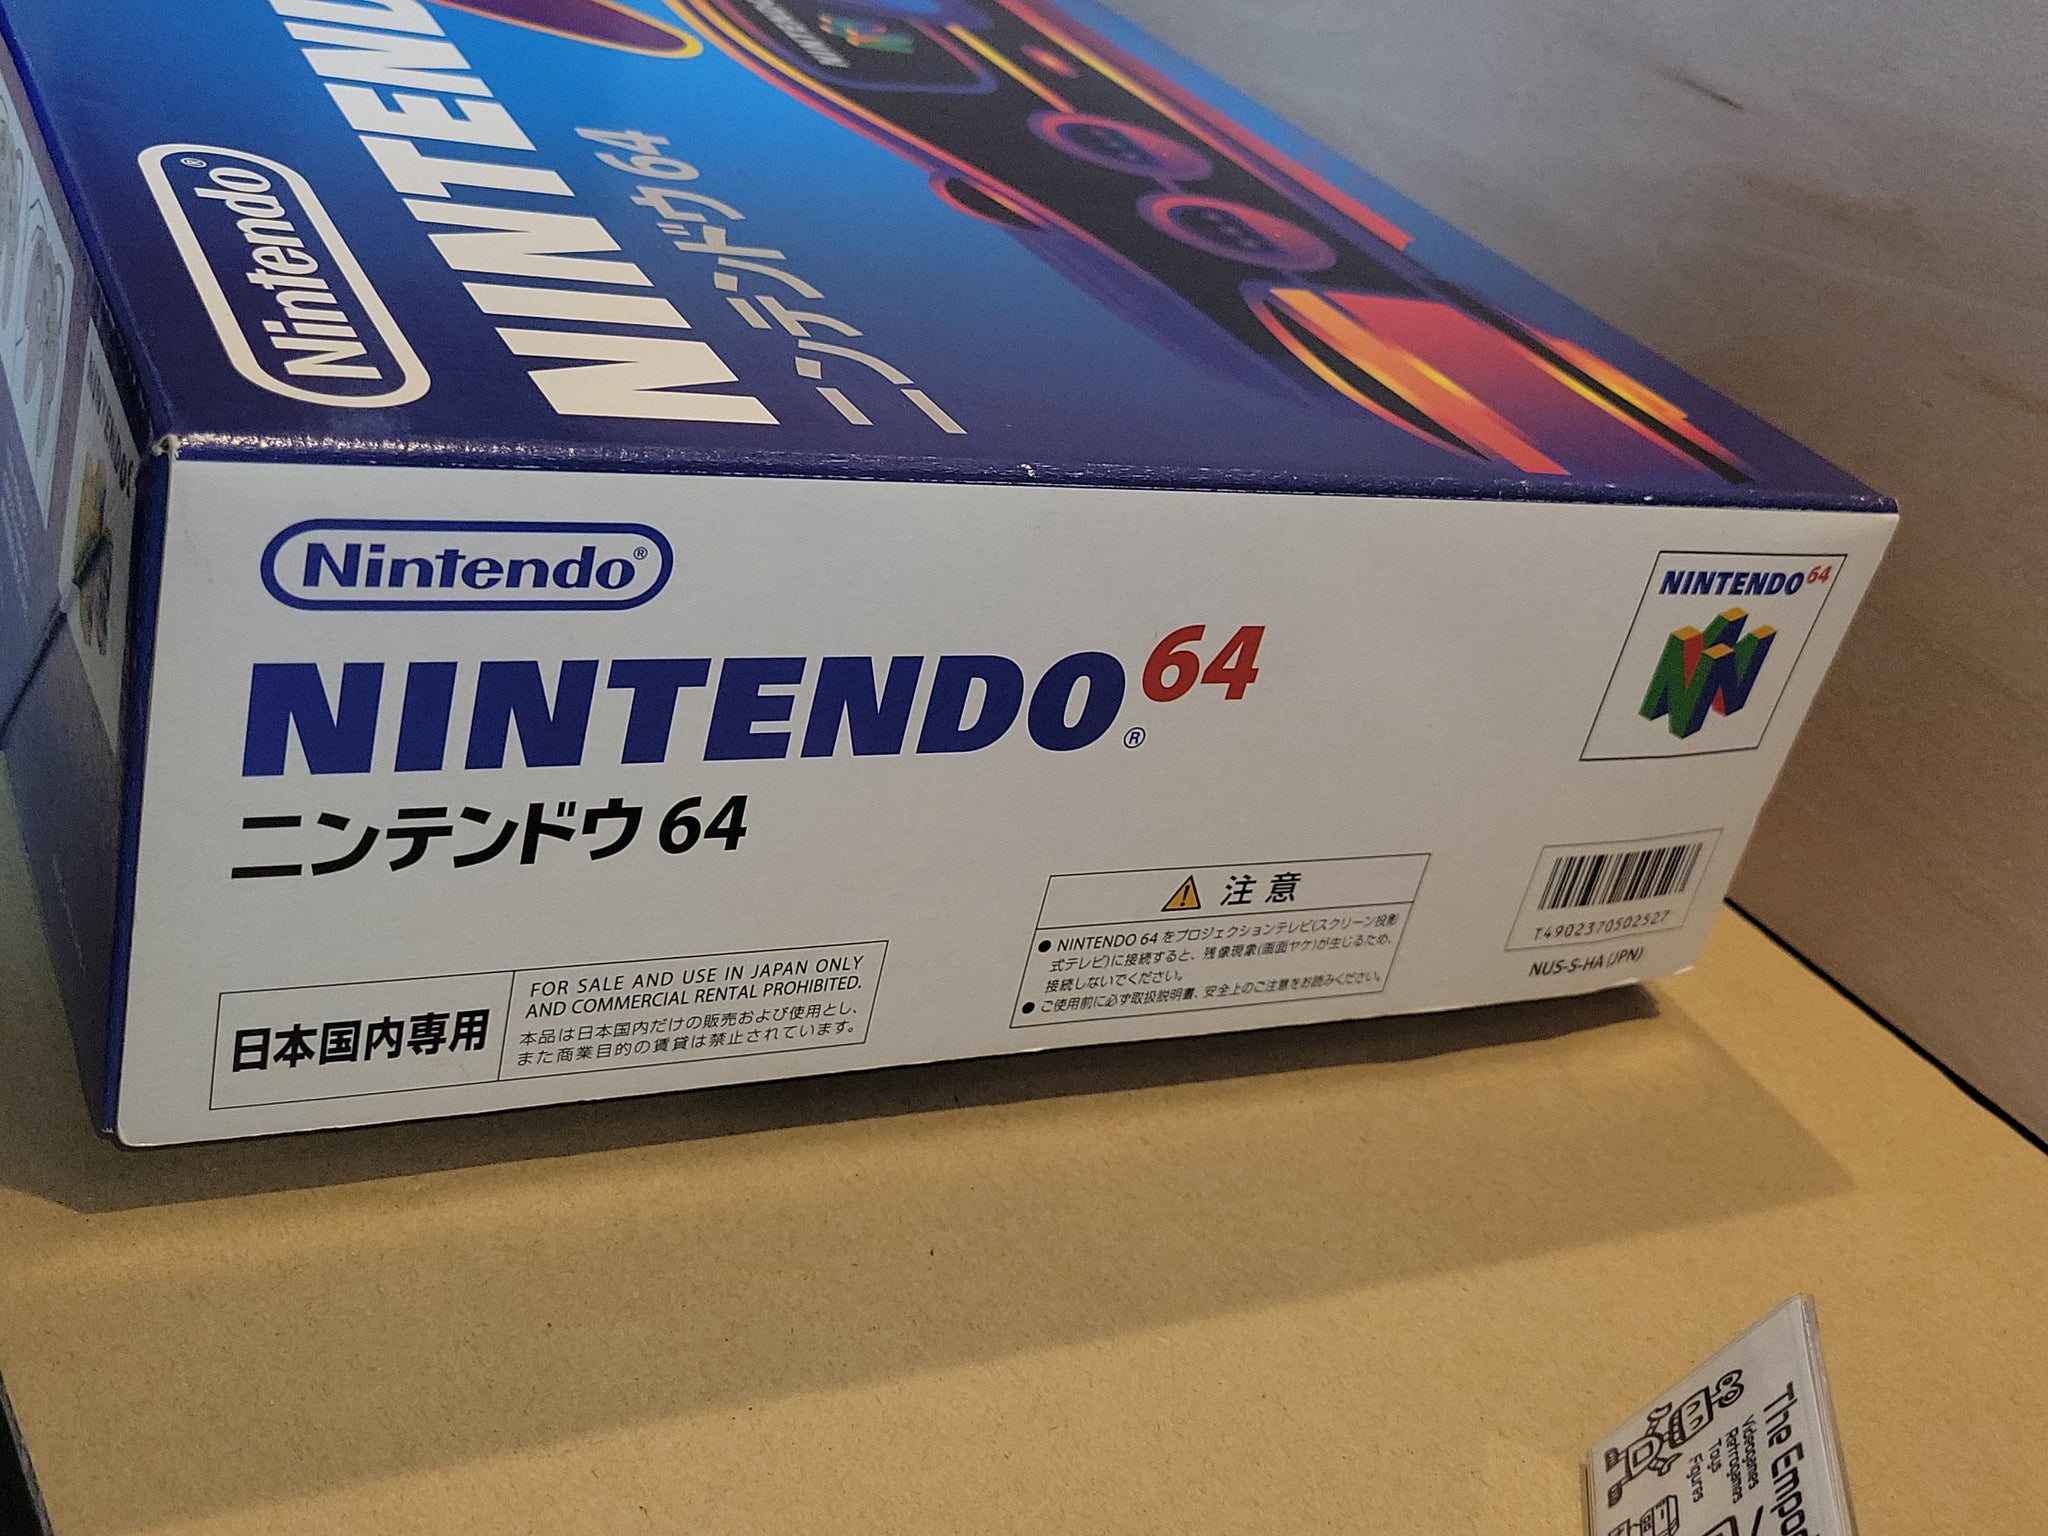 Nintendo®
NINTEND
ニンテンドウ64
Nintendo®
NINTENDO®64
ニンテンドウ 64
日本国内専用
FOR SALE AND USE IN JAPAN ONLY
AND COMMERCIAL RENTAL PROHIBITED.
本品は日本国内だけの販売および使用とし、
また商業目的の賃貸は禁止されています。
注意
● NINTENDO 64 をプロジェクションテレビ(スクリーン投影
式テレビ)に接続すると、残像現象(画面ヤケ)が生じるため、
接続しないでください。
● ご使用前に必ず取扱説明書、安全上のご注意をお読みください。
NINTENDO64
T4902370502527
NUS-S-HA (JPN)
The Empo
Videogames
Retrogames
Toys
Figures